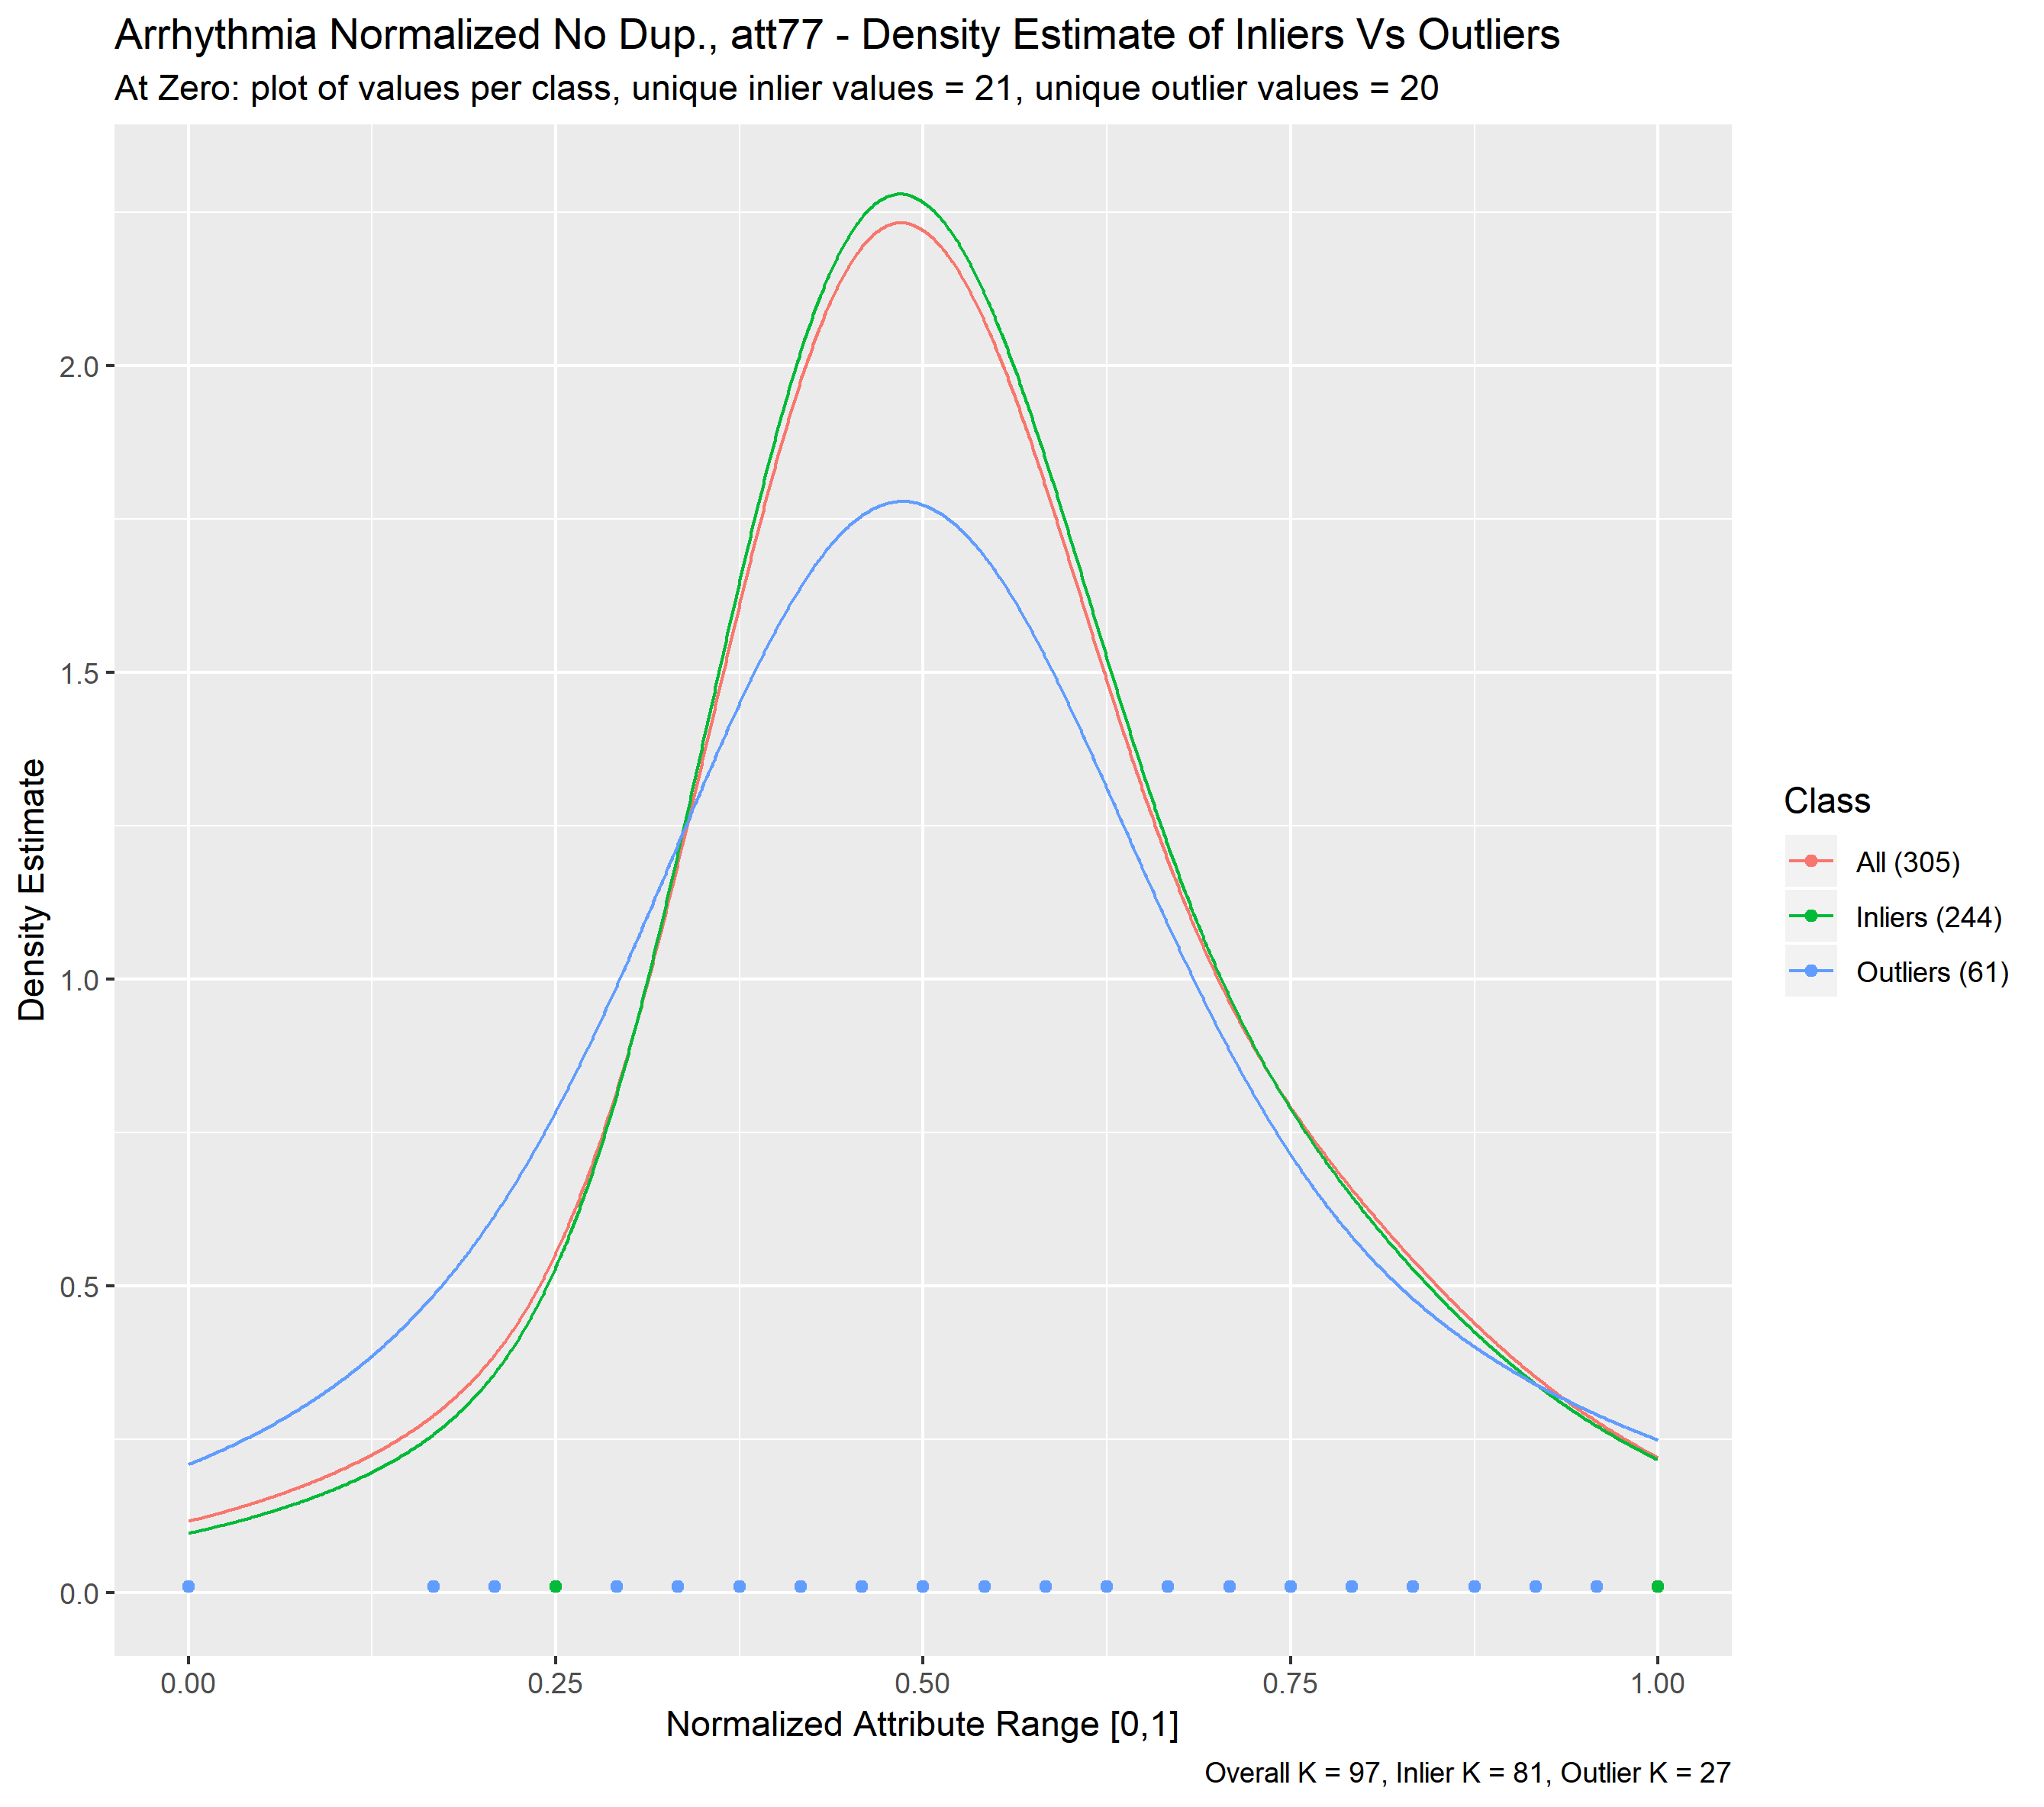 Arrhythmia Normalized No Dup., att77 - Density Estimate of Inliers Vs Outliers
At Zero: plot of values per class, unique inlier values = 21, unique outlier values = 20
Density Estimate
2.0
1.5
1.0
0.5
0.0
0.00 0.25 0.50 0.75 1.00
Normalized Attribute Range [0,1]
Class
All (305)
Inliers (244)
Outliers (61)
Overall K = 97, Inlier K = 81, Outlier K = 27